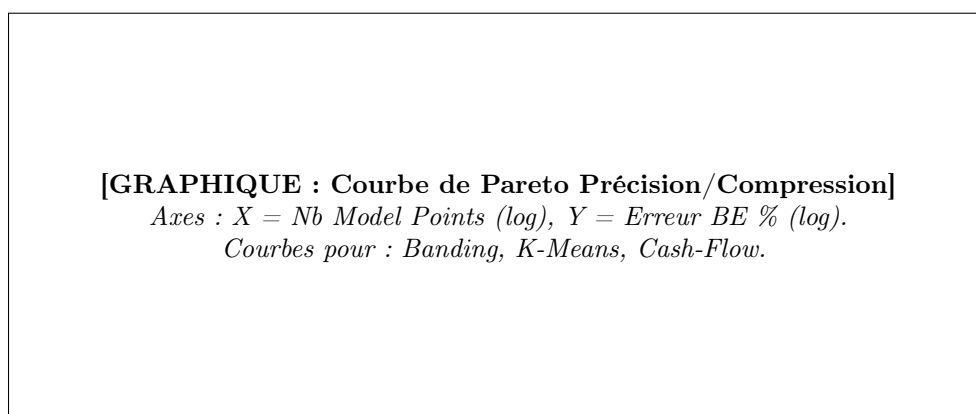 [GRAPHIQUE : Courbe de Pareto Précision/Compression]
Axes : X = Nb Model Points (log), Y = Erreur BE % (log).
Courbes pour : Banding, K-Means, Cash-Flow.